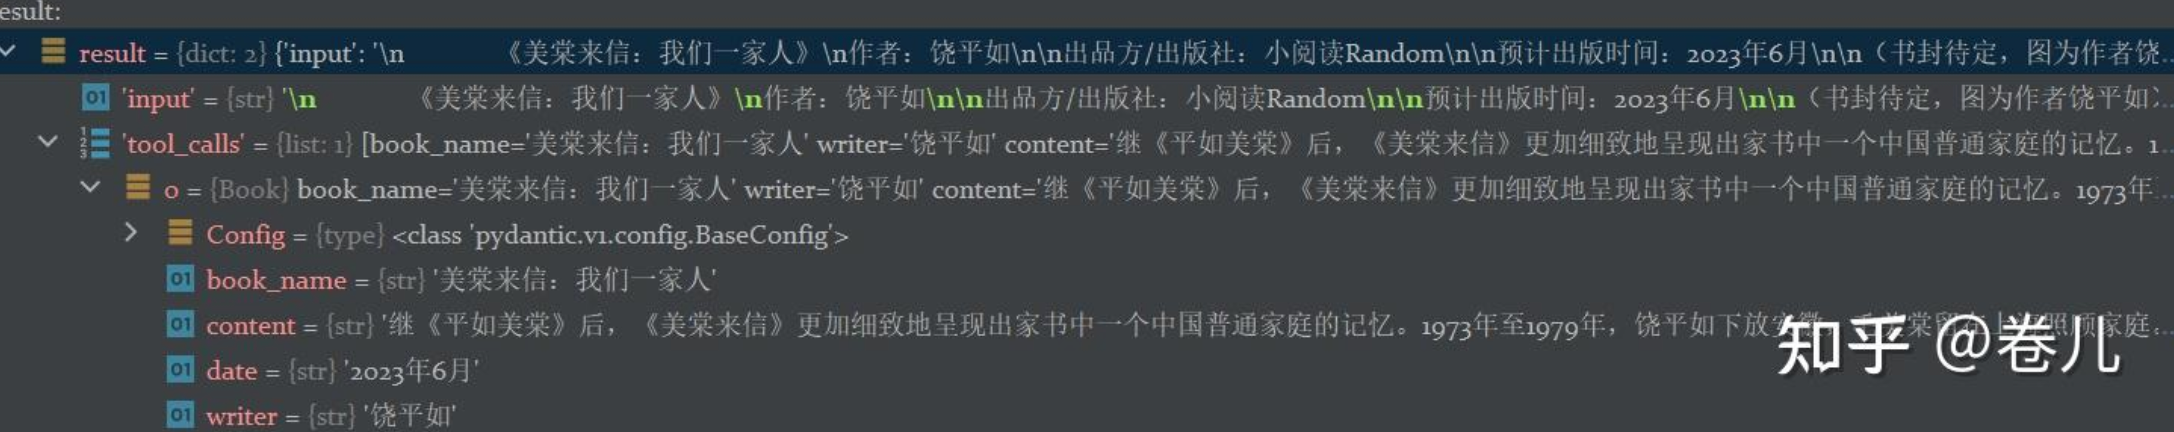 esult:
result = {dict: 2} {'input': '\n 《美棠来信：我们一家人》\n作者：饶平如\n\n出品方/出版社：小阅读Random\n\n预计出版时间：2023年6月\n\n（书封待定，图为作者饶...
'input' = {str} '\n 《美棠来信：我们一家人》\n作者：饶平如\n\n出品方/出版社：小阅读Random\n\n预计出版时间：2023年6月\n\n（书封待定，图为作者饶平如）...
'tool_calls' = {list: 1} [book_name='美棠来信：我们一家人' writer='饶平如' content='继《平如美棠》后，《美棠来信》更加细致地呈现出家书中一个中国普通家庭的记忆。1...
0 = {Book} book_name='美棠来信：我们一家人' writer='饶平如' content='继《平如美棠》后，《美棠来信》更加细致地呈现出家书中一个中国普通家庭的记忆。1973年...
Config = {type} <class 'pydantic.v1.config.BaseConfig'>
book_name = {str} '美棠来信：我们一家人'
content = {str} '继《平如美棠》后，《美棠来信》更加细致地呈现出家书中一个中国普通家庭的记忆。1973年至1979年，饶平如下放安徽，毛美棠留在上海照顾家庭。...
date = {str} '2023年6月'
writer = {str} '饶平如'
知乎 @卷儿